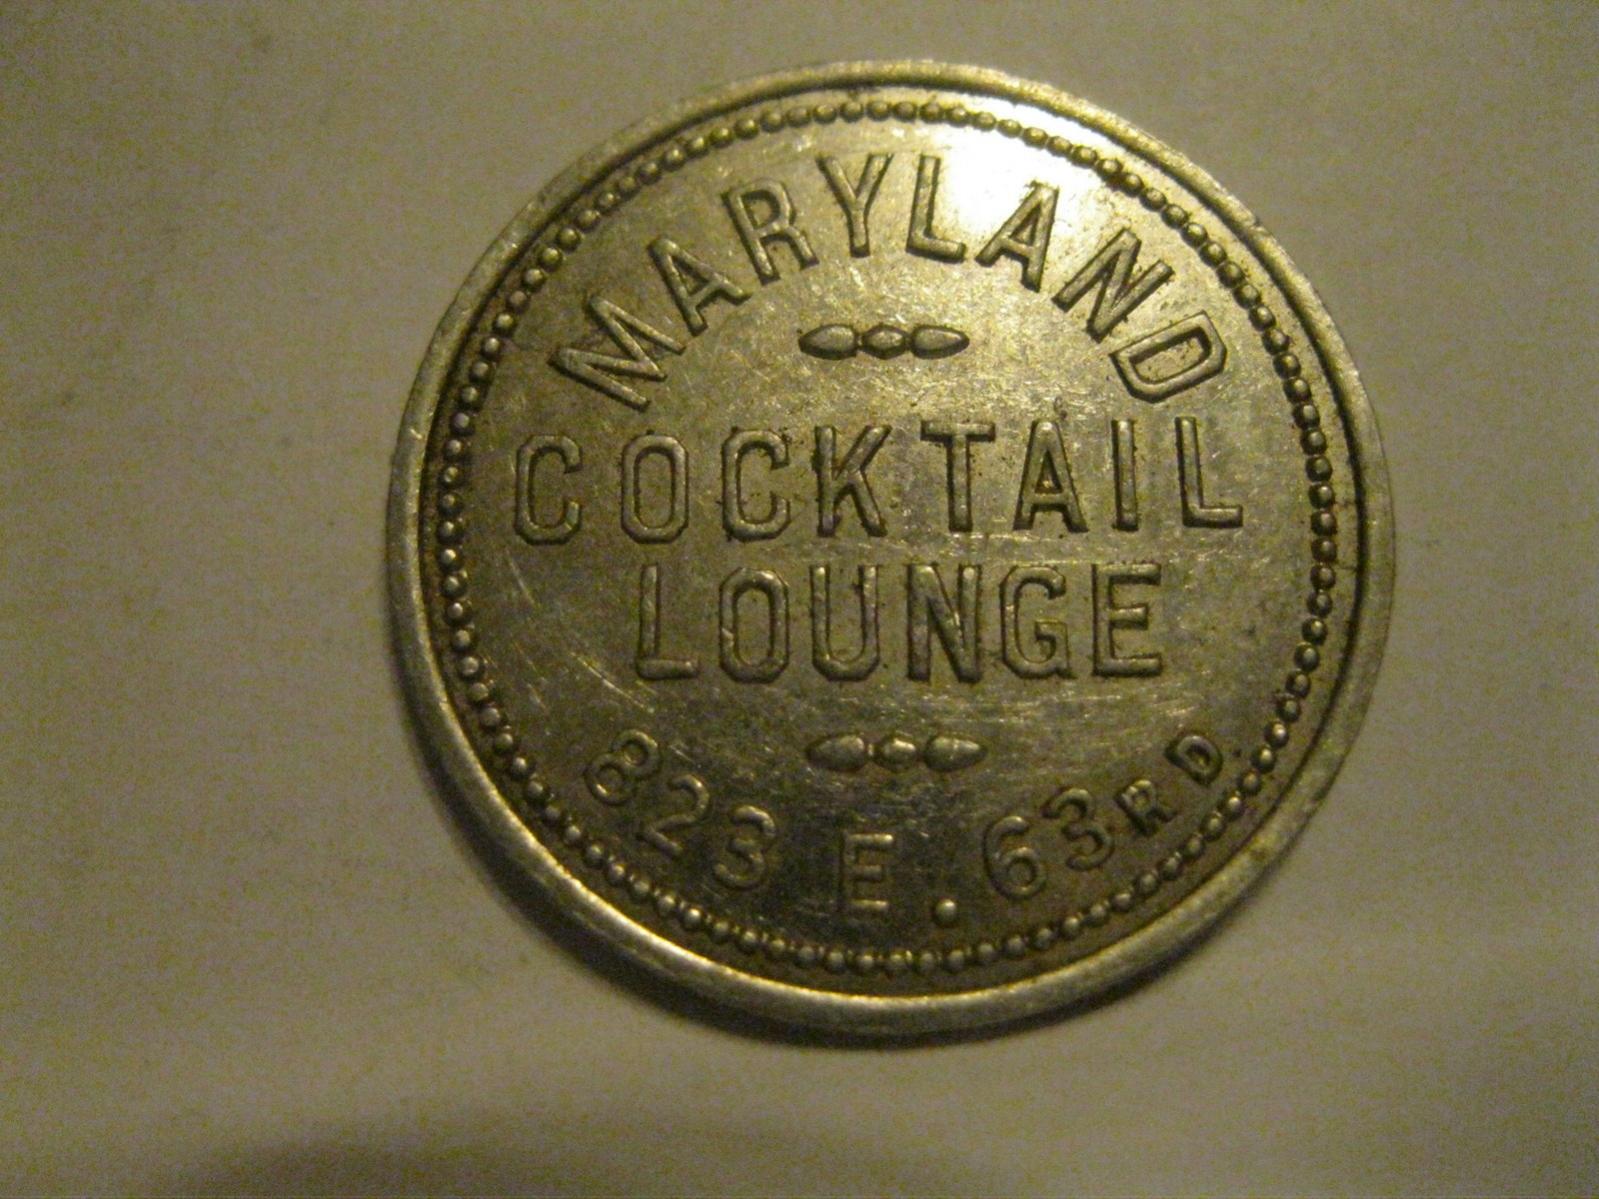 MARYLAND
COCKTAIL
LOUNGE
823 E. 63RD